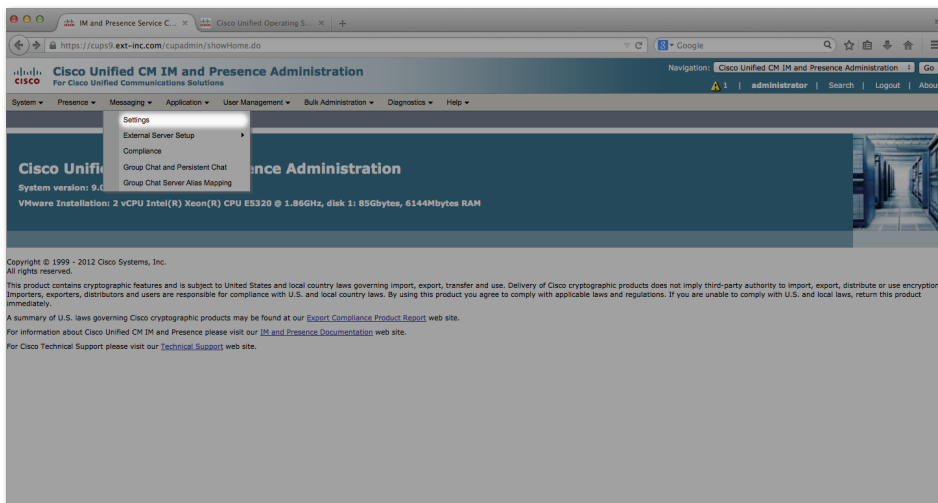 IM and Presence Service C...
Cisco Unified Operating S...
https://cups9.ext-inc.com/cupadmin/showHome.do
Google
CISCO
Cisco Unified CM IM and Presence Administration
For Cisco Unified Communications Solutions
Navigation: Cisco Unified CM IM and Presence Administration Go
1 | administrator | Search | Logout | Abou
System Presence Messaging Application User Management Bulk Administration Diagnostics Help
Settings
External Server Setup
Compliance
Group Chat and Persistent Chat
Group Chat Server Alias Mapping
Cisco Unifie nce Administration
System version: 9.0
VMware Installation: 2 vCPU Intel(R) Xeon(R) CPU E5320 @ 1.86GHz, disk 1: 85Gbytes, 6144Mbytes RAM
Copyright © 1999 - 2012 Cisco Systems, Inc.
All rights reserved.
This product contains cryptographic features and is subject to United States and local country laws governing import, export, transfer and use. Delivery of Cisco cryptographic products does not imply third-party authority to import, export, distribute or use encryption
Importers, exporters, distributors and users are responsible for compliance with U.S. and local country laws. By using this product you agree to comply with applicable laws and regulations. If you are unable to comply with U.S. and local laws, return this product
immediately.
A summary of U.S. laws governing Cisco cryptographic products may be found at our Export Compliance Product Report web site.
For information about Cisco Unified CM IM and Presence please visit our IM and Presence Documentation web site.
For Cisco Technical Support please visit our Technical Support web site.